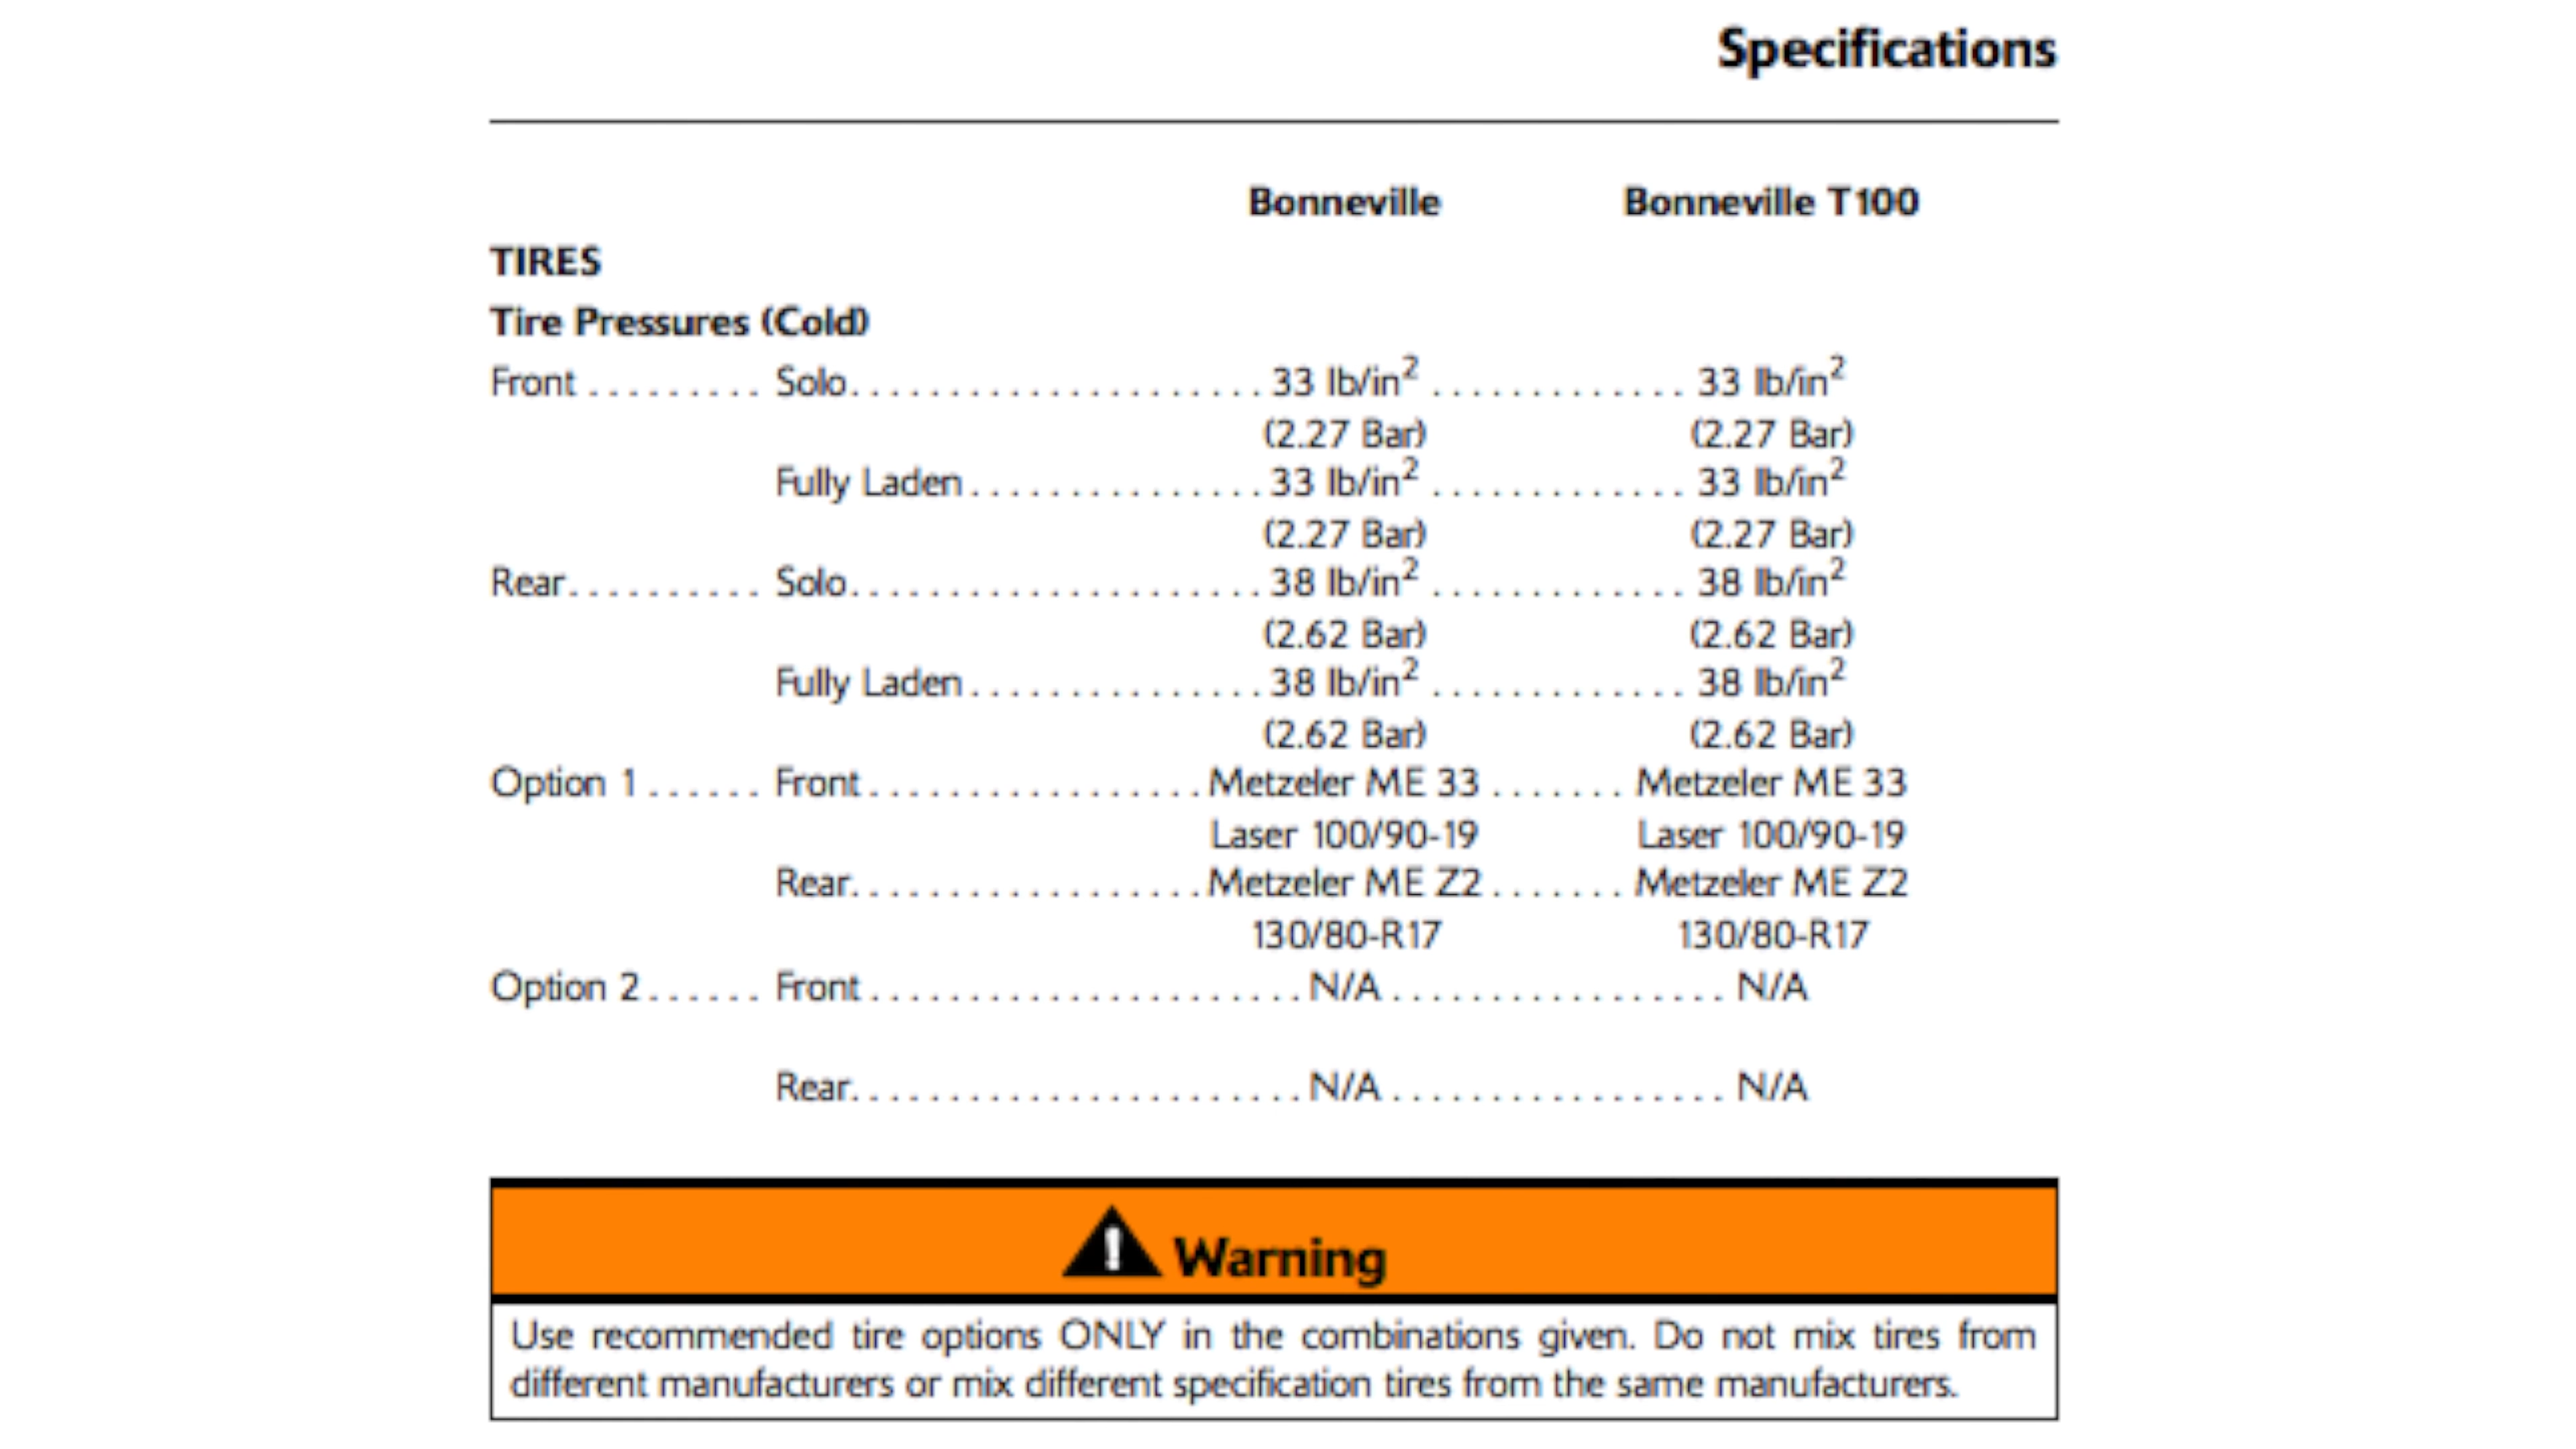 Specifications
Bonneville Bonneville T100
TIRES
Tire Pressures (Cold)
Front ......... Solo..................... 33 lb/in² ............. 33 lb/in²
(2.27 Bar) (2.27 Bar)
Fully Laden ............... 33 lb/in² ............. 33 lb/in²
(2.27 Bar) (2.27 Bar)
Rear.......... Solo..................... 38 lb/in² ............. 38 lb/in²
(2.62 Bar) (2.62 Bar)
Fully Laden ............... 38 lb/in² ............. 38 lb/in²
(2.62 Bar) (2.62 Bar)
Option 1 ...... Front ................. Metzeler ME 33 ....... Metzeler ME 33
Laser 100/90-19 Laser 100/90-19
Rear.................. Metzeler ME Z2 ....... Metzeler ME Z2
130/80-R17 130/80-R17
Option 2 ...... Front ...................... N/A ................. N/A
Rear....................... N/A ................. N/A
Warning
Use recommended tire options ONLY in the combinations given. Do not mix tires from
different manufacturers or mix different specification tires from the same manufacturers.